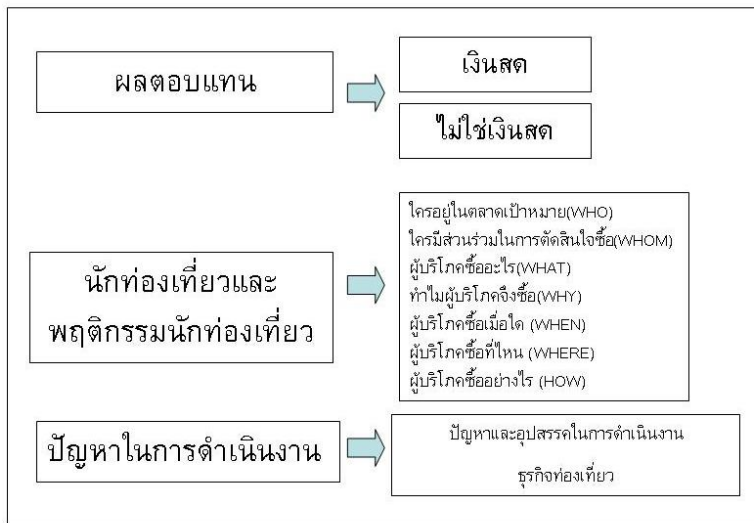 ผลตอบแทน
เงินสด
ไม่ใช่เงินสด
นักท่องเที่ยวและ
พฤติกรรมนักท่องเที่ยว
ใครอยู่ในตลาดเป้าหมาย(WHO)
ใครมีส่วนร่วมในการตัดสินใจซื้อ(WHOM)
ผู้บริโภคซื้ออะไร(WHAT)
ทำไมผู้บริโภคจึงซื้อ(WHY)
ผู้บริโภคซื้อเมื่อใด (WHEN)
ผู้บริโภคซื้อที่ไหน (WHERE)
ผู้บริโภคซื้ออย่างไร (HOW)
ปัญหาในการดำเนินงาน
ปัญหาและอุปสรรคในการดำเนินงาน
ธุรกิจท่องเที่ยว